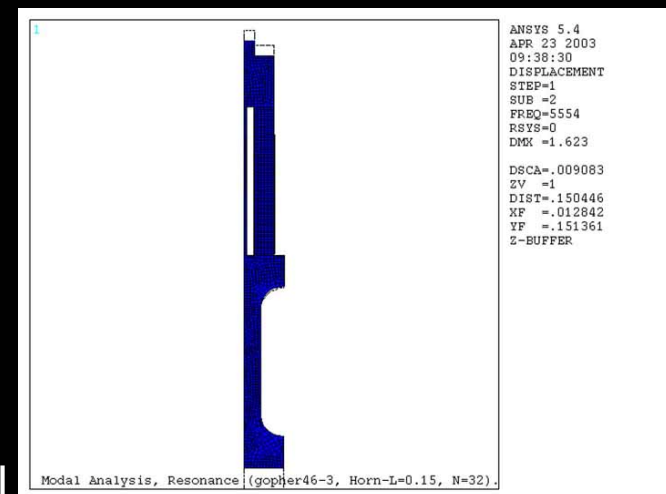 1
ANSYS 5.4
APR 23 2003
09:38:30
DISPLACEMENT
STEP=1
SUB =2
FREQ=5554
RSYS=0
DMX =1.623
DSCA=.009083
ZV =1
DIST=.150446
XF =.012842
YF =.151361
Z-BUFFER
Modal Analysis, Resonance (gopher46-3, Horn-L=0.15, N=32).